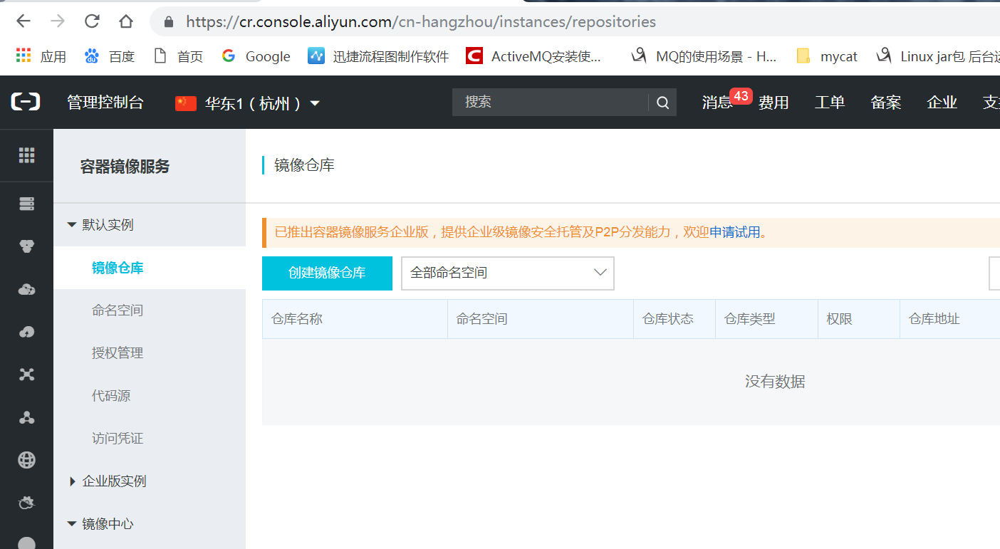 https://cr.console.aliyun.com/cn-hangzhou/instances/repositories
应用 百度 首页 Google 迅捷流程图制作软件 ActiveMQ安装使... MQ的使用场景 - H... mycat Linux jar包 后台运
管理控制台 华东1（杭州） 搜索 消息 43 费用 工单 备案 企业 支
容器镜像服务
镜像仓库
默认实例
已推出容器镜像服务企业版，提供企业级镜像安全托管及P2P分发能力，欢迎申请试用。
镜像仓库
创建镜像仓库 全部命名空间
命名空间
仓库名称 命名空间 仓库状态 仓库类型 权限 仓库地址
授权管理
没有数据
代码源
访问凭证
企业版实例
镜像中心